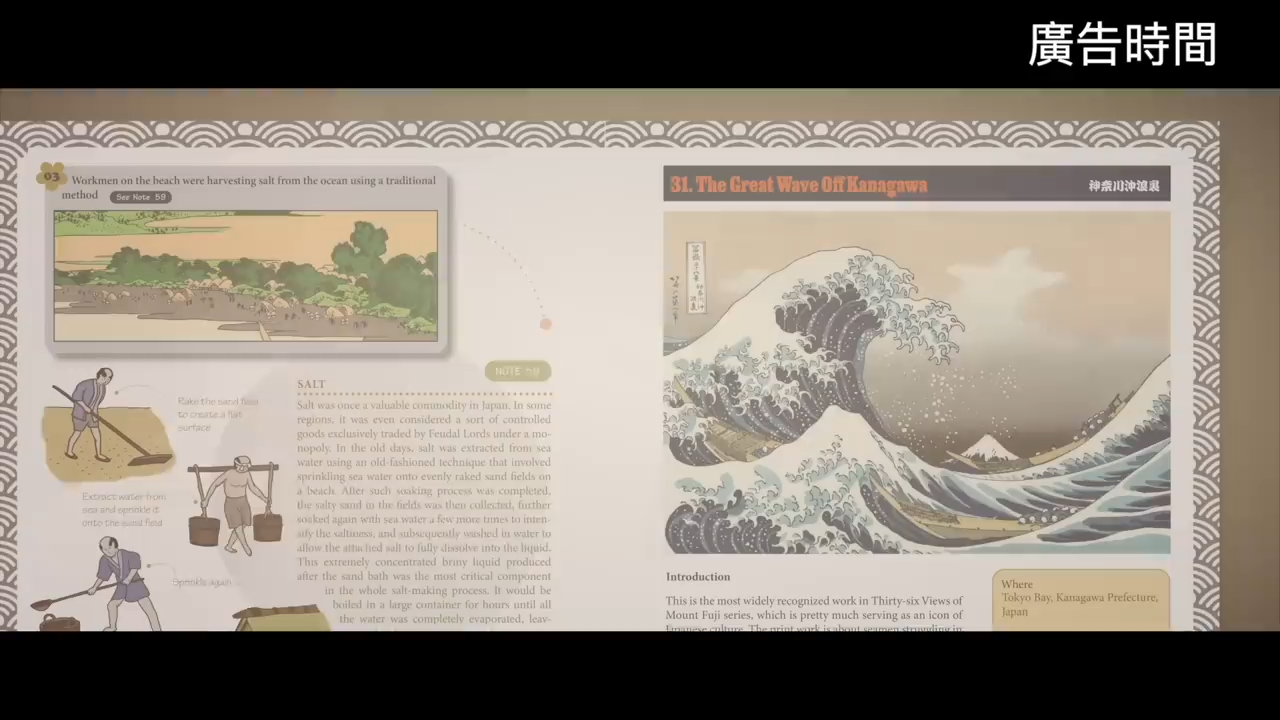 廣告時間
03
Workmen on the beach were harvesting salt from the ocean using a traditional
method See Note 59
Rake the sand field
to create a flat
surface
Extract water from
sea and sprinkle it
onto the sand field
Sprinkle again
NOTE 59
SALT
Salt was once a valuable commodity in Japan. In some
regions, it was even considered a sort of controlled
goods exclusively traded by Feudal Lords under a mo-
nopoly. In the old days, salt was extracted from sea
water using an old-fashioned technique that involved
sprinkling sea water onto evenly raked sand fields on
a beach. After such soaking process was completed,
the salty sand in the fields was then collected, further
soaked again with sea water a few more times to inten-
sify the saltiness, and subsequently washed in water to
allow the attached salt to fully dissolve into the liquid.
This extremely concentrated briny liquid produced
after the sand bath was the most critical component
in the whole salt-making process. It would be
boiled in a large container for hours until all
the water was completely evaporated, leav-
31. The Great Wave Off Kanagawa
神奈川沖浪裏
Introduction
This is the most widely recognized work in Thirty-six Views of
Mount Fuji series, which is pretty much serving as an icon of
Japanese culture. The print work is about seamen struggling in
Where
Tokyo Bay, Kanagawa Prefecture,
Japan